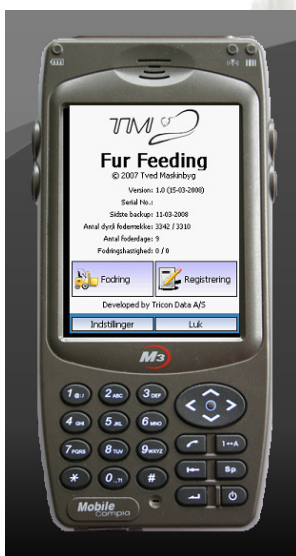 TM
Fur Feeding
© 2007 Tved Maskinbyg
Version: 1.0 (15-03-2008)
Serial No.:
Sidste backup: 11-03-2008
Antal dyr/i foderrække: 3342 / 3310
Antal foderdage: 9
Fodringshastighed: 0 / 0
Fodring Registrering
Developed by Tricon Data A/S
Indstillinger Luk
M3
1 @:/ 2 ABC 3 DEF
4 GHI 5 JKL 6 MNO
1↔A
7 PQRS 8 TUV 9 WXYZ
Sp
* 0 .,?! #
Mobile
Compia